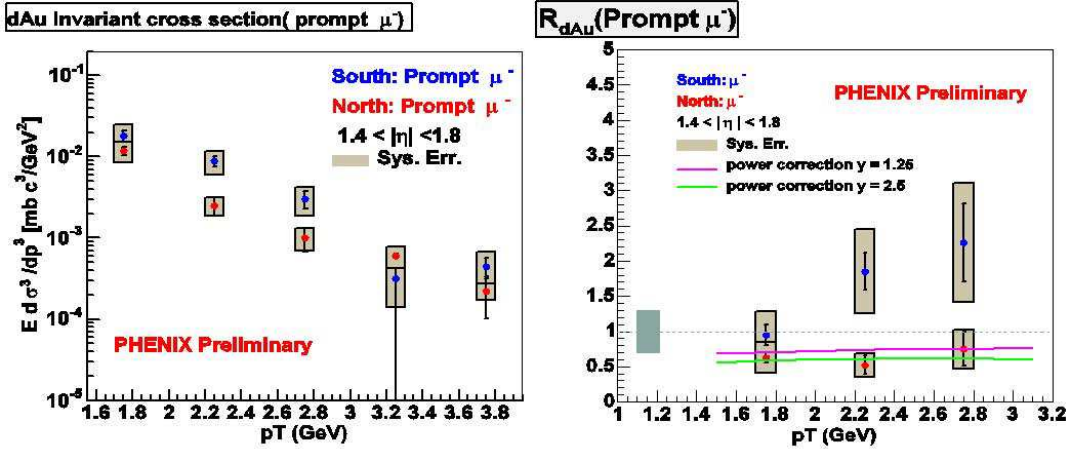 dAu Invariant cross section( prompt μ⁻)
E d σ³ /dp³ [mb c³/GeV²]
10⁻¹
10⁻²
10⁻³
10⁻⁴
10⁻⁵
South: Prompt μ⁻
North: Prompt μ⁻
1.4 < |η| <1.8
Sys. Err.
PHENIX Preliminary
1.6 1.8 2 2.2 2.4 2.6 2.8 3 3.2 3.4 3.6 3.8
pT (GeV)
R_dAu(Prompt μ⁻)
5
4.5
4
3.5
3
2.5
2
1.5
1
0.5
0
South: μ⁻
North: μ⁻
1.4 < |η| < 1.8
Sys. Err.
power correction y = 1.25
power correction y = 2.5
PHENIX Preliminary
1 1.2 1.4 1.6 1.8 2 2.2 2.4 2.6 2.8 3 3.2
pT (GeV)